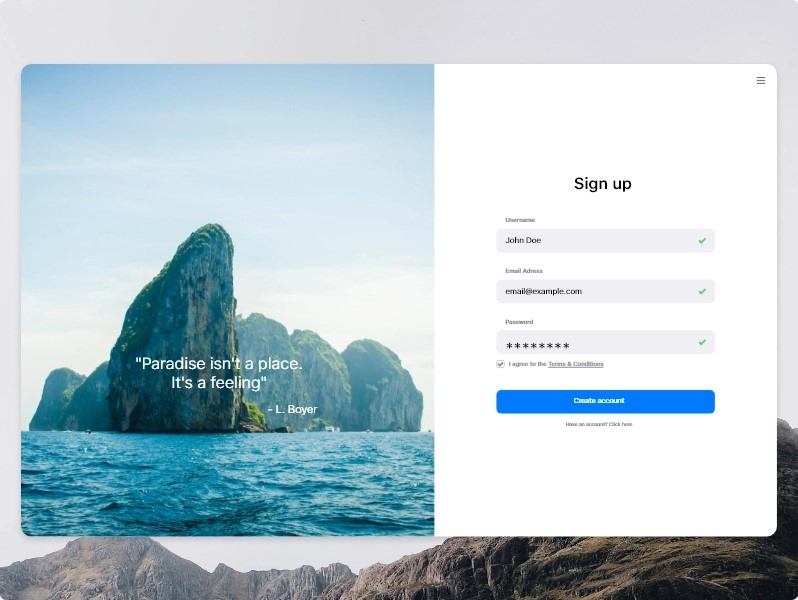 "Paradise isn't a place.
It's a feeling"
- L. Boyer
Sign up
Username
John Doe
Email Adress
email@example.com
Password
********
I agree to the Terms & Conditions
Create account
Have an account? Click here